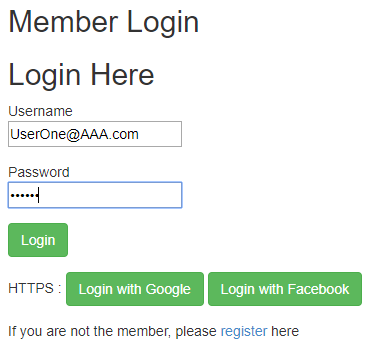 Member Login
Login Here
Username
UserOne@AAA.com
Password
••••••
Login
HTTPS : Login with Google Login with Facebook
If you are not the member, please register here